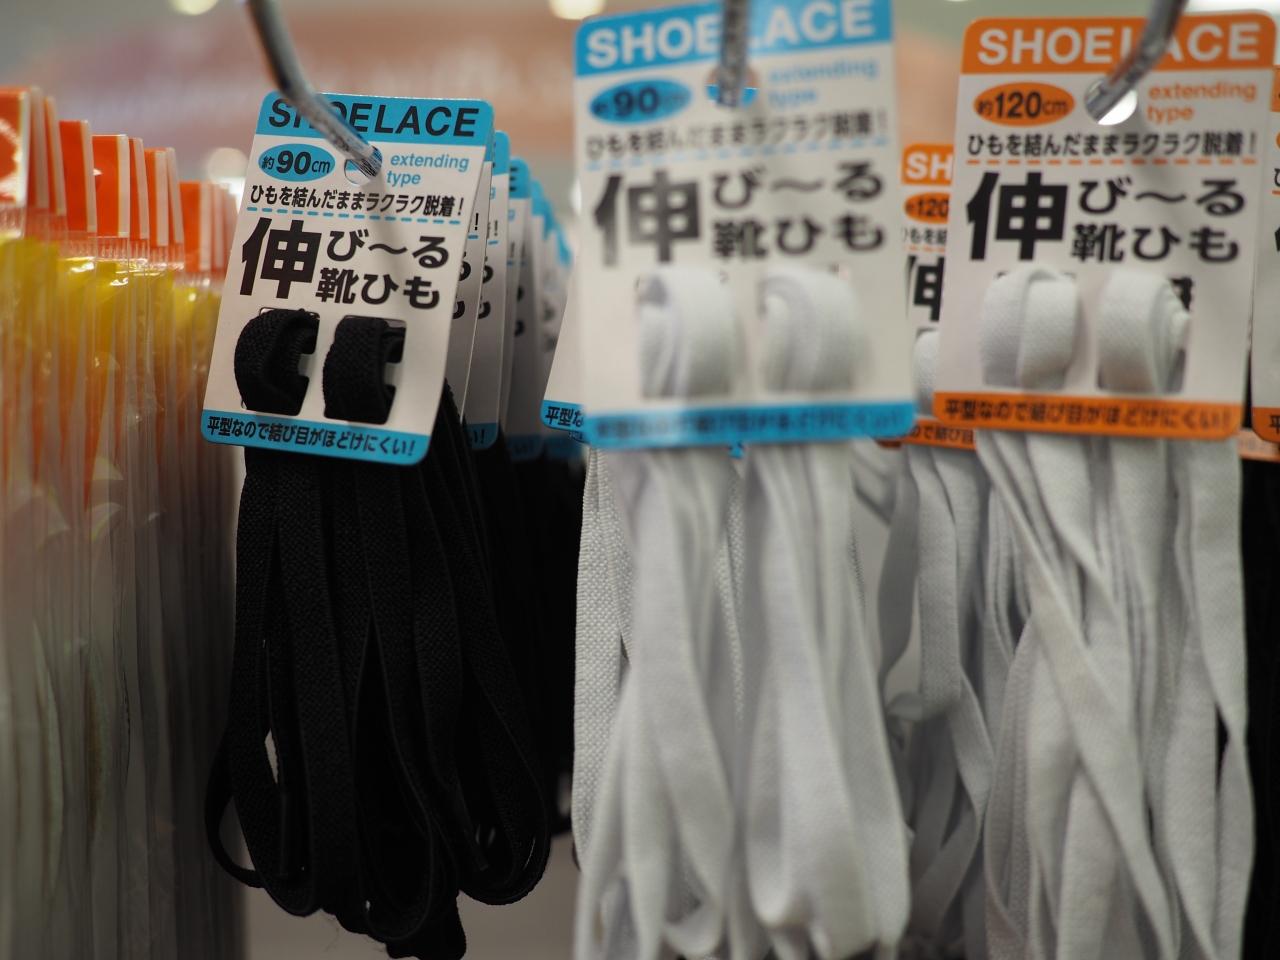 SHOELACE
約90cm
extending
type
ひもを結んだままラクラク脱着!
伸び〜る
靴ひも
平型なので結び目がほどけにくい!
SHOELACE
約90cm
extending
type
ひもを結んだままラクラク脱着!
伸び〜る
靴ひも
SHOELACE
約120cm
extending
type
ひもを結んだままラクラク脱着!
伸び〜る
靴ひも
平型なので結び目がほどけにくい!
SH
120
伸